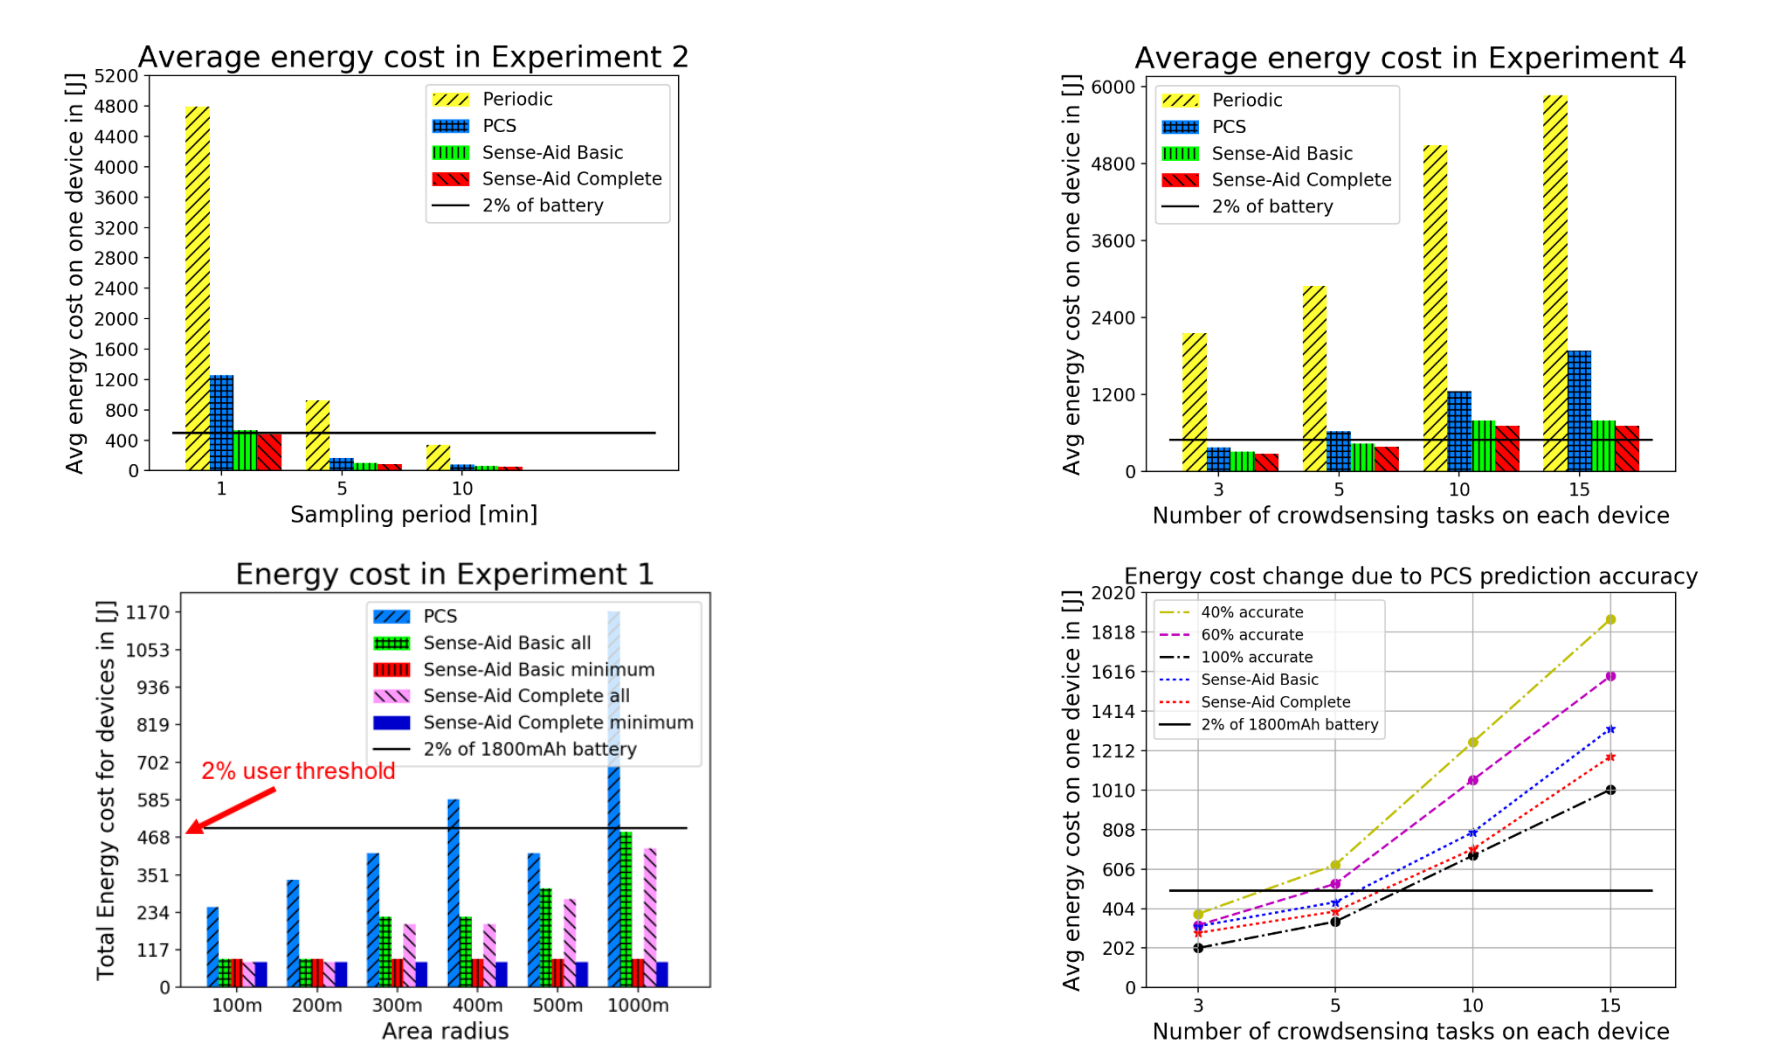 Average energy cost in Experiment 2
Avg energy cost on one device in [J]
5200
4800
4400
4000
3600
3200
2800
2400
2000
1600
1200
800
400
0
Periodic
PCS
Sense-Aid Basic
Sense-Aid Complete
2% of battery
1 5 10
Sampling period [min]
Average energy cost in Experiment 4
Avg energy cost on one device in [J]
6000
4800
3600
2400
1200
0
Periodic
PCS
Sense-Aid Basic
Sense-Aid Complete
2% of battery
3 5 10 15
Number of crowdsensing tasks on each device
Energy cost in Experiment 1
Total Energy cost for devices in [J]
1170
1053
936
819
702
585
468
351
234
117
0
PCS
Sense-Aid Basic all
Sense-Aid Basic minimum
Sense-Aid Complete all
Sense-Aid Complete minimum
2% of 1800mAh battery
2% user threshold
100m 200m 300m 400m 500m 1000m
Area radius
Energy cost change due to PCS prediction accuracy
Avg energy cost on one device in [J]
2020
1818
1616
1414
1212
1010
808
606
404
202
0
40% accurate
60% accurate
100% accurate
Sense-Aid Basic
Sense-Aid Complete
2% of 1800mAh battery
3 5 10 15
Number of crowdsensing tasks on each device